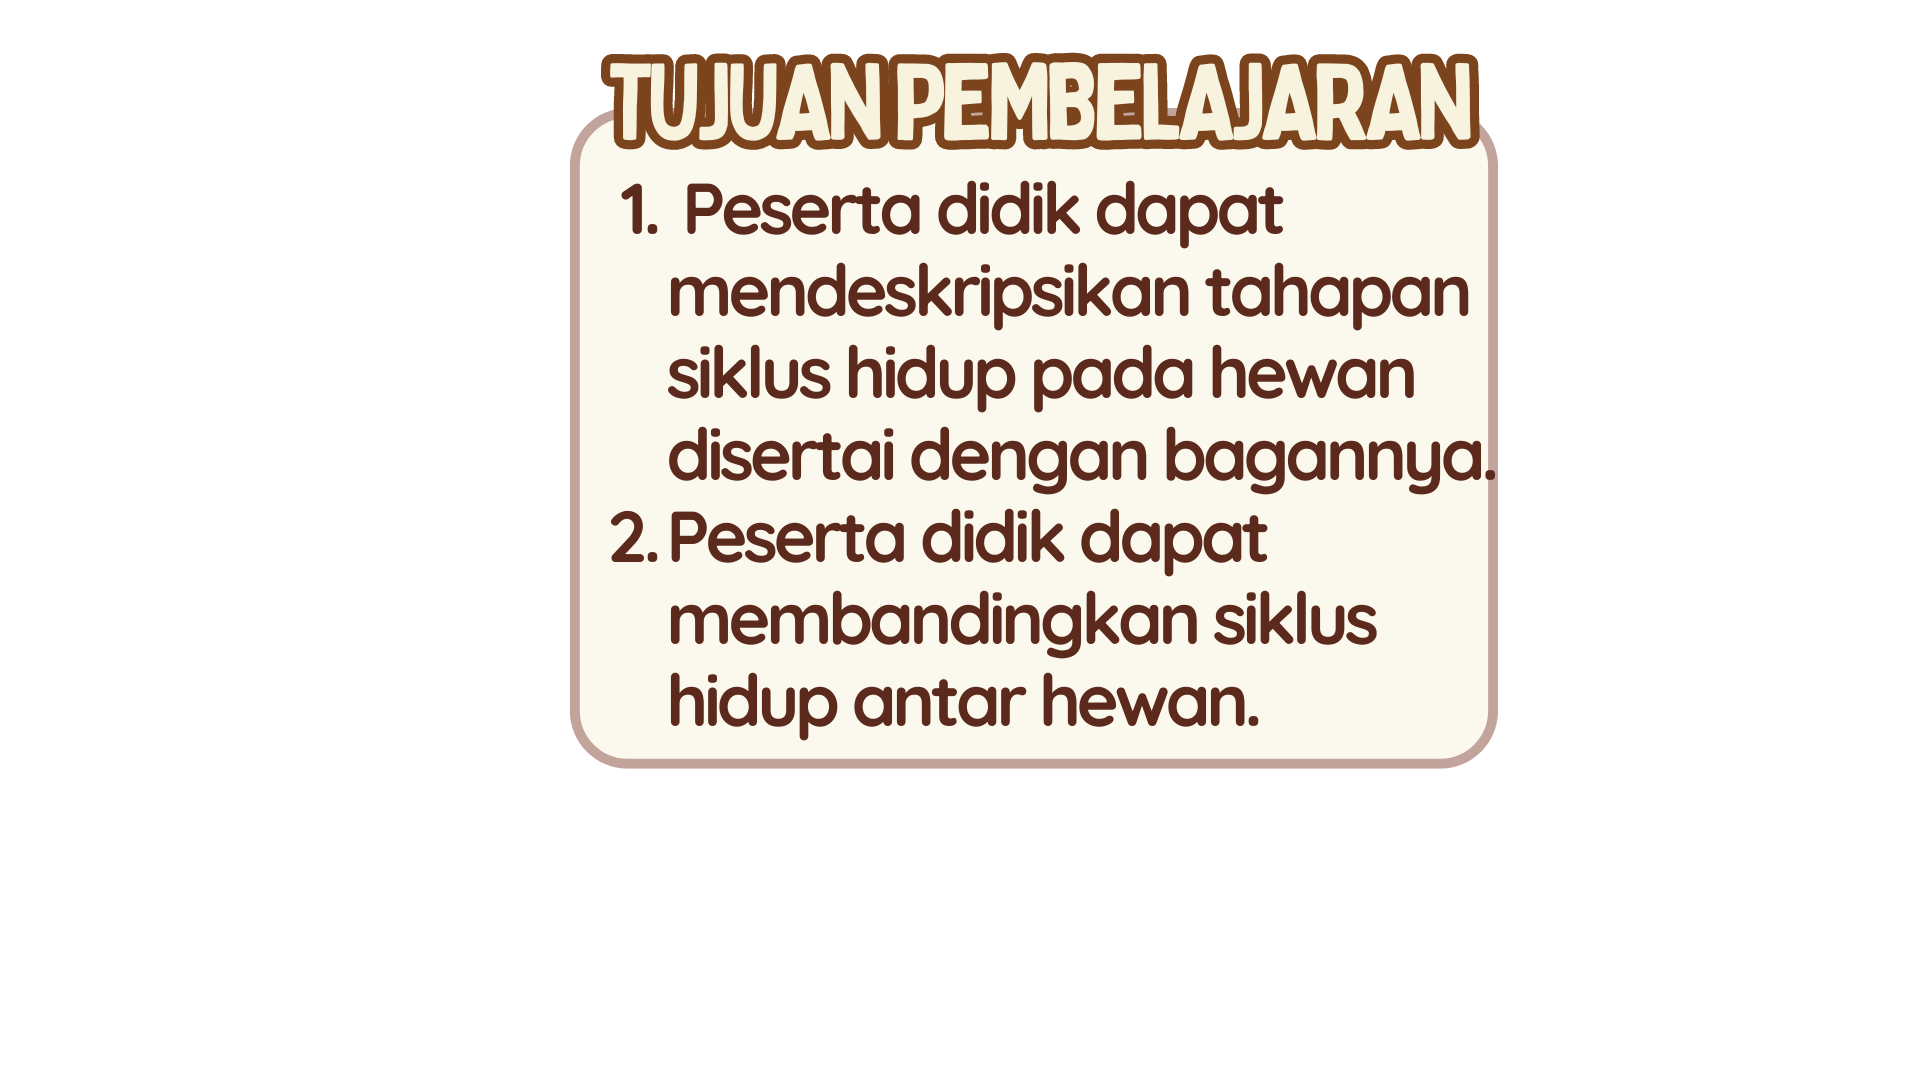 TUJUAN PEMBELAJARAN
1. Peserta didik dapat
mendeskripsikan tahapan
siklus hidup pada hewan
disertai dengan bagannya.
2. Peserta didik dapat
membandingkan siklus
hidup antar hewan.